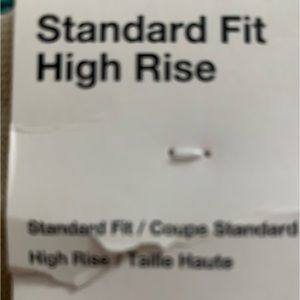 Standard Fit
High Rise
Standard Fit / Coupe Standard
High Rise / Taille Haute